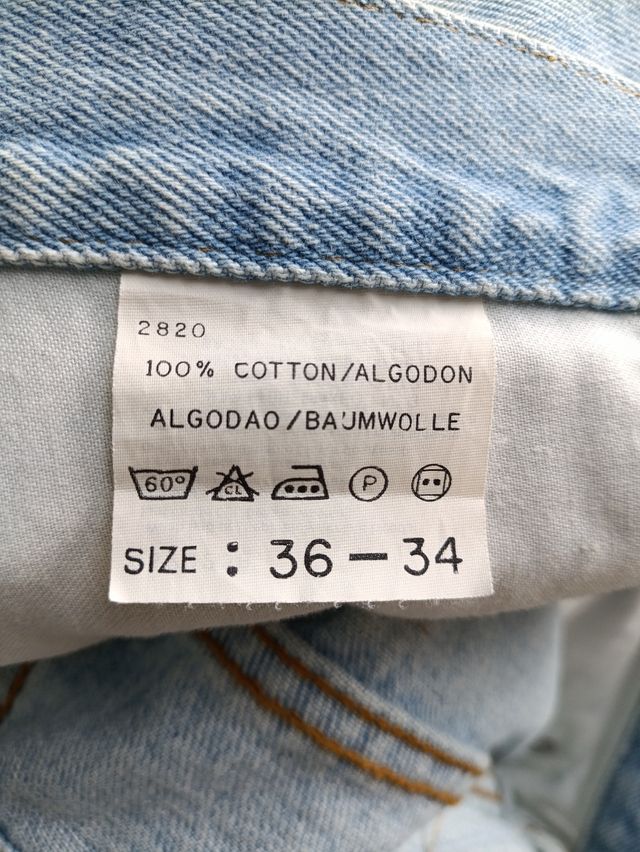 2820
100% COTTON/ALGODON
ALGODAO/BAUMWOLLE
60° CL P
SIZE : 36-34